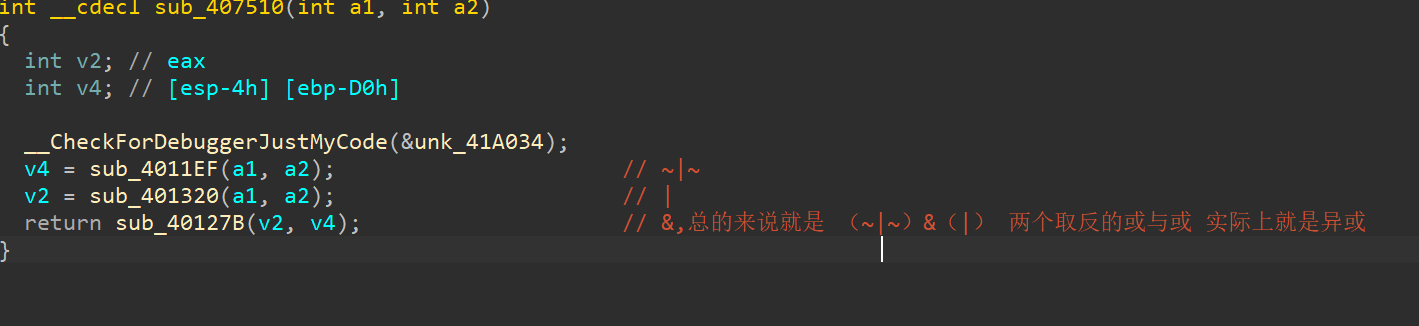 int __cdecl sub_407510(int a1, int a2)
{
  int v2; // eax
  int v4; // [esp-4h] [ebp-D0h]
  __CheckForDebuggerJustMyCode(&unk_41A034);
  v4 = sub_4011EF(a1, a2);                      // ~|~
  v2 = sub_401320(a1, a2);                      // |
  return sub_40127B(v2, v4);                    // &,总的来说就是 （~|~）&（|） 两个取反的或与或 实际上就是异或
}